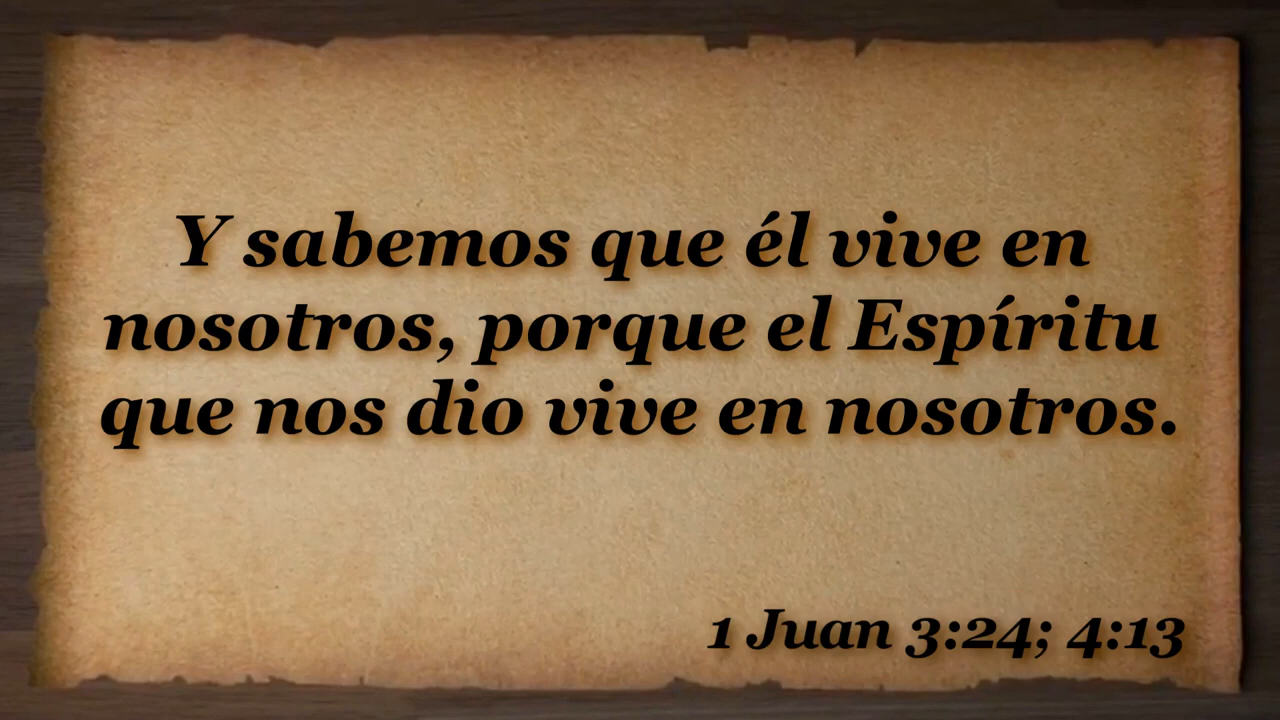 Y sabemos que él vive en
nosotros, porque el Espíritu
que nos dio vive en nosotros.
1 Juan 3:24; 4:13